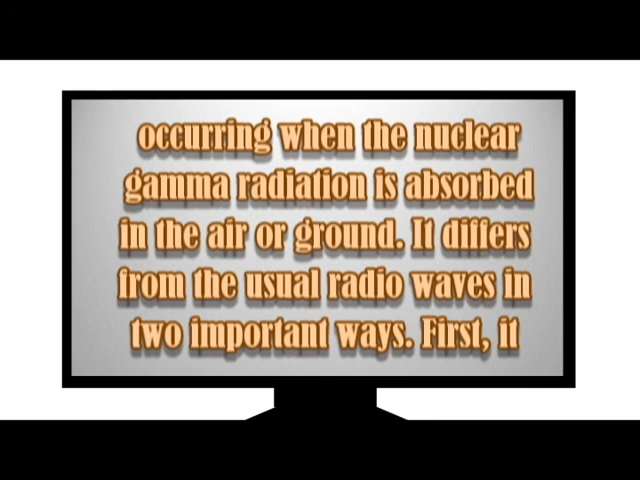 occurring when the nuclear
gamma radiation is absorbed
in the air or ground. It differs
from the usual radio waves in
two important ways. First, it